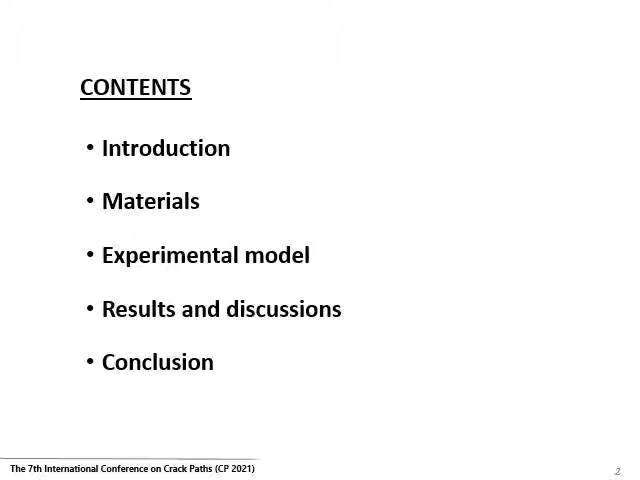 CONTENTS
• Introduction
• Materials
• Experimental model
• Results and discussions
• Conclusion
The 7th International Conference on Crack Paths (CP 2021)
2